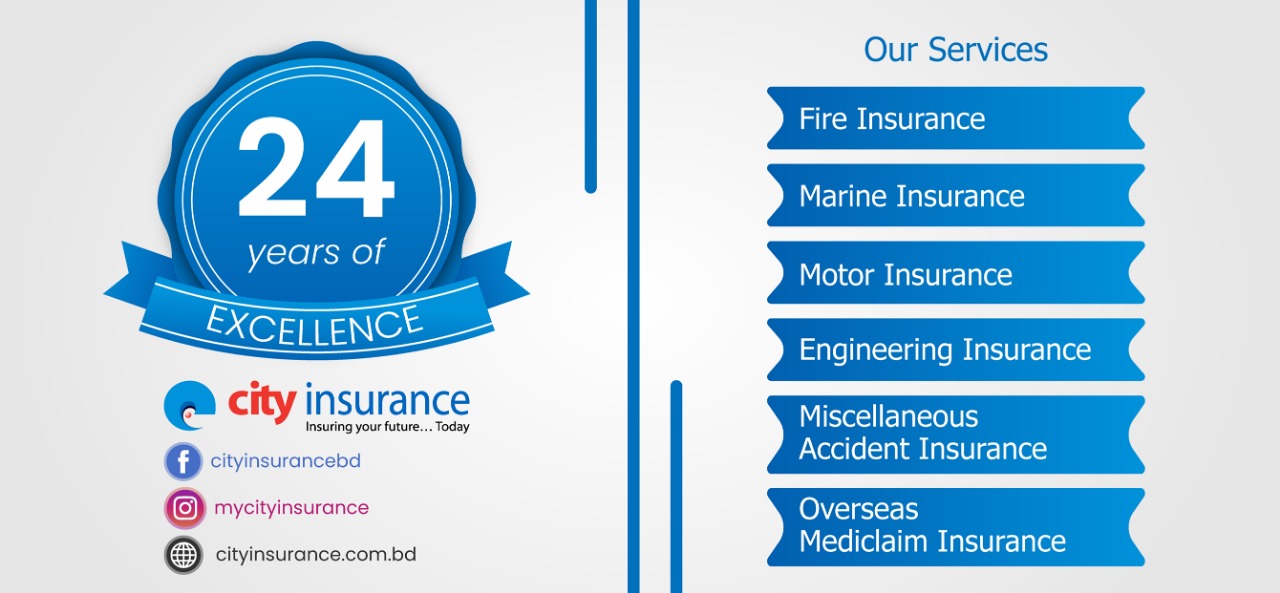 24
years of
EXCELLENCE
city insurance
Insuring your future... Today
cityinsurancebd
mycityinsurance
cityinsurance.com.bd
Our Services
Fire Insurance
Marine Insurance
Motor Insurance
Engineering Insurance
Miscellaneous
Accident Insurance
Overseas
Mediclaim Insurance